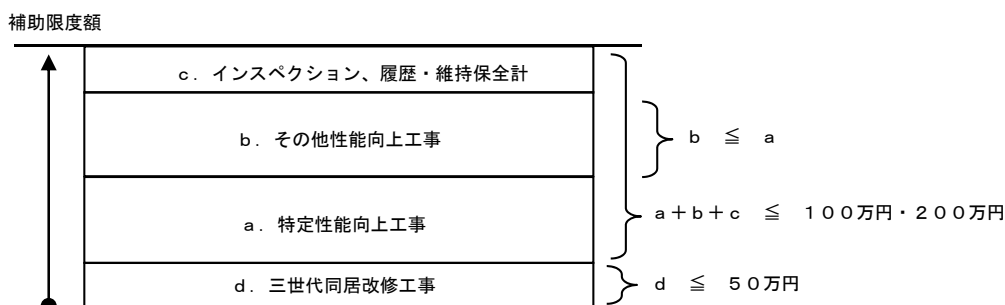 補助限度額
c．インスペクション、履歴・維持保全計
b．その他性能向上工事
b ≦ a
a．特定性能向上工事
a＋b＋c ≦ １００万円・２００万円
d．三世代同居改修工事
d ≦ ５０万円